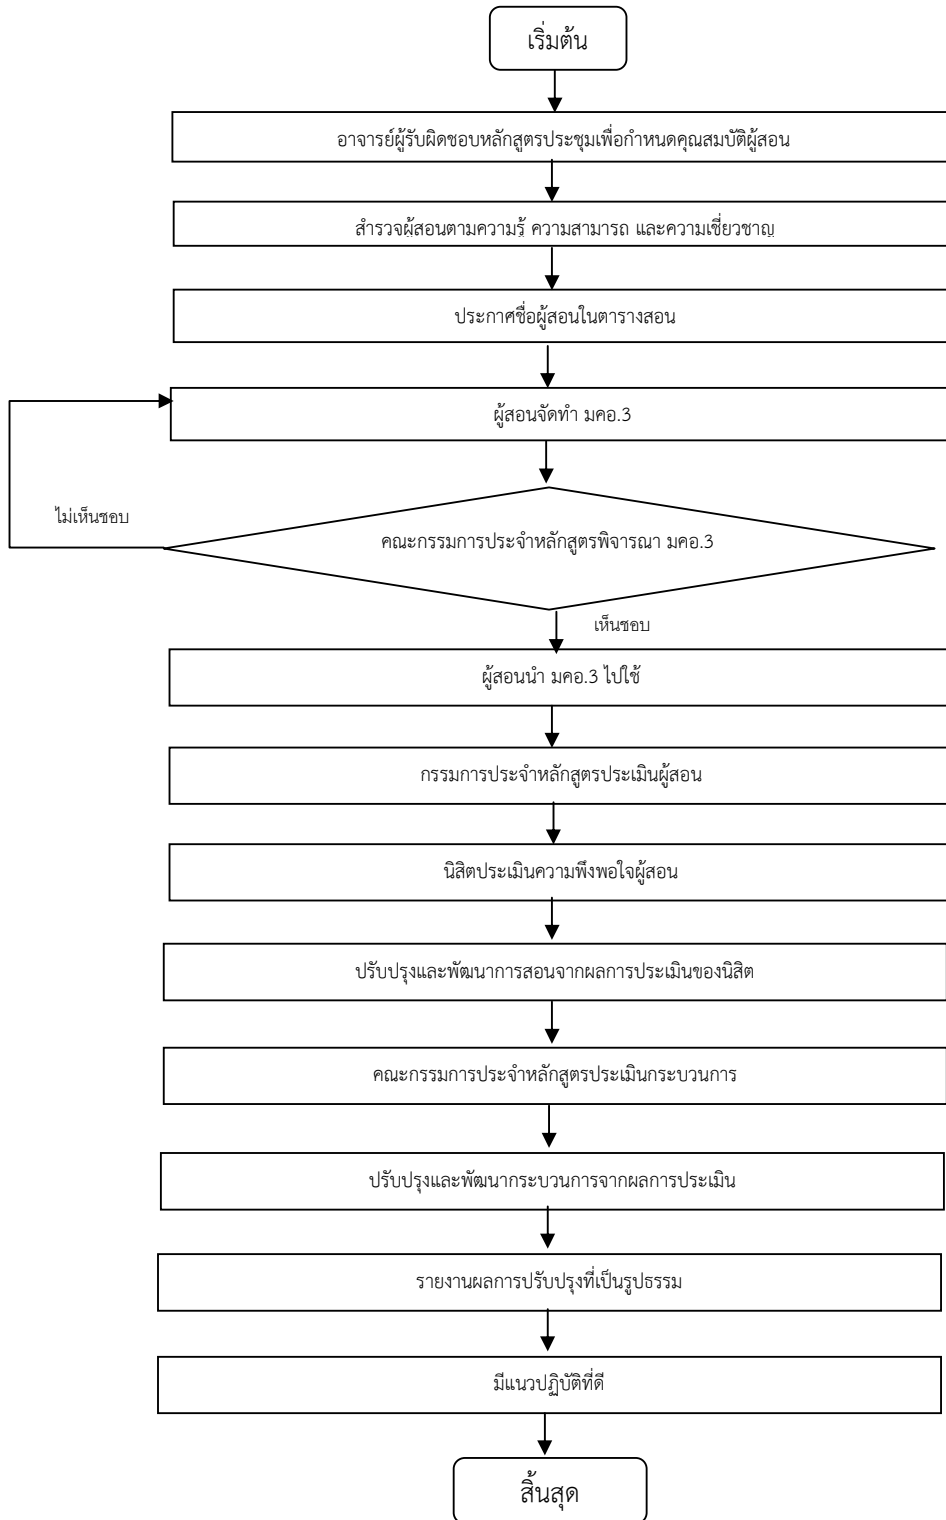 เริ่มต้น
อาจารย์ผู้รับผิดชอบหลักสูตรประชุมเพื่อกำหนดคุณสมบัติผู้สอน
สำรวจผู้สอนตามความรู้ ความสามารถ และความเชี่ยวชาญ
ประกาศชื่อผู้สอนในตารางสอน
ผู้สอนจัดทำ มคอ.3
ไม่เห็นชอบ
คณะกรรมการประจำหลักสูตรพิจารณา มคอ.3
เห็นชอบ
ผู้สอนนำ มคอ.3 ไปใช้
กรรมการประจำหลักสูตรประเมินผู้สอน
นิสิตประเมินความพึงพอใจผู้สอน
ปรับปรุงและพัฒนาการสอนจากผลการประเมินของนิสิต
คณะกรรมการประจำหลักสูตรประเมินกระบวนการ
ปรับปรุงและพัฒนากระบวนการจากผลการประเมิน
รายงานผลการปรับปรุงที่เป็นรูปธรรม
มีแนวปฏิบัติที่ดี
สิ้นสุด